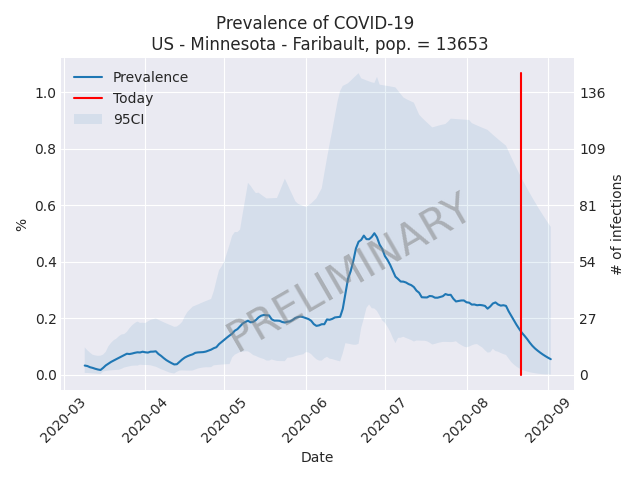 Prevalence of COVID-19
US - Minnesota - Faribault, pop. = 13653
Prevalence
Today
95CI
PRELIMINARY
%
1.0
0.8
0.6
0.4
0.2
0.0
136
109
81
54
27
0
# of infections
2020-03
2020-04
2020-05
2020-06
2020-07
2020-08
2020-09
Date